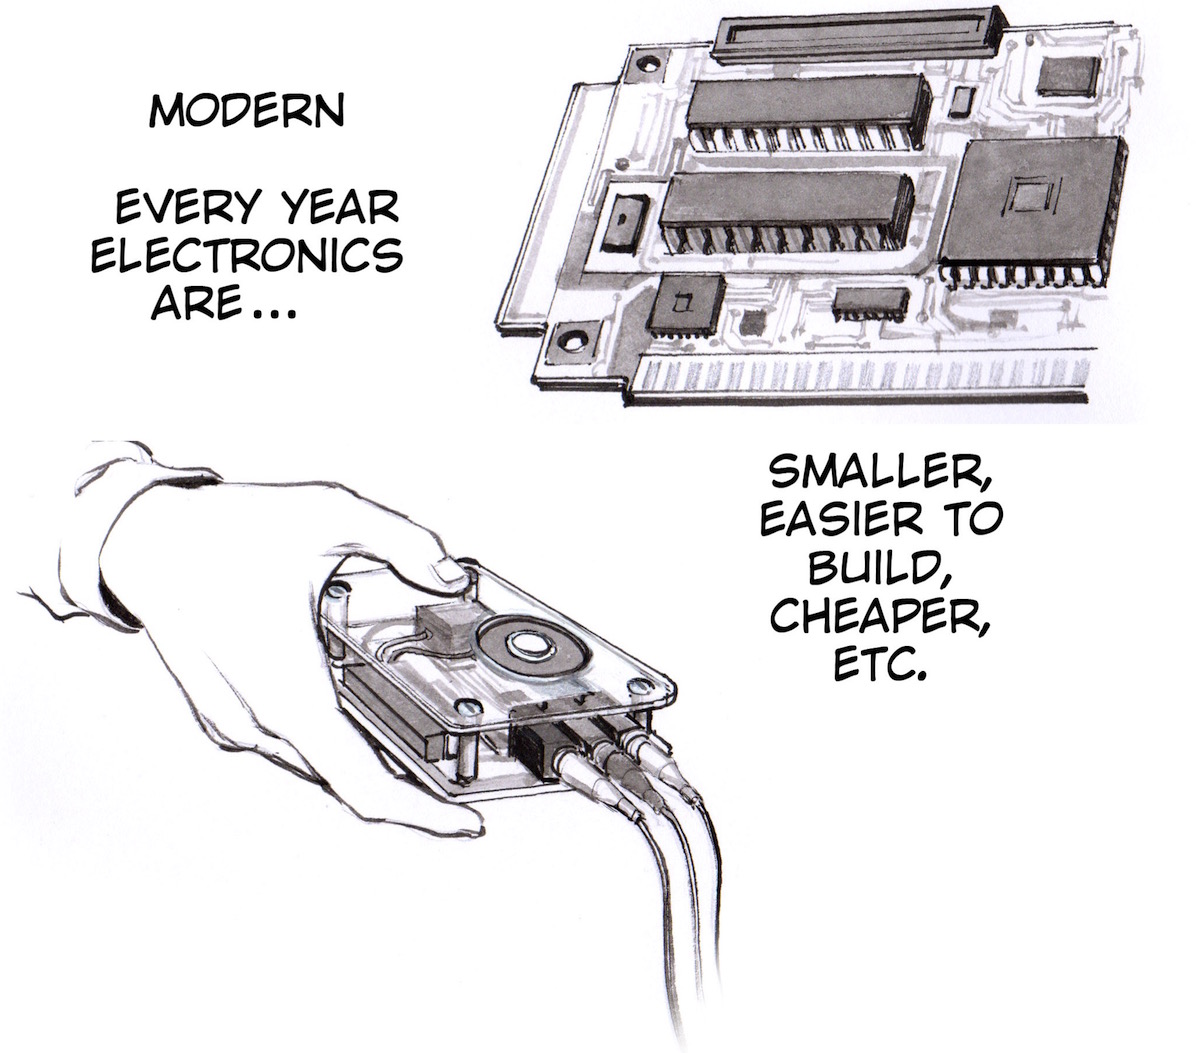 MODERN
EVERY YEAR
ELECTRONICS
ARE...
SMALLER,
EASIER TO
BUILD,
CHEAPER,
ETC.